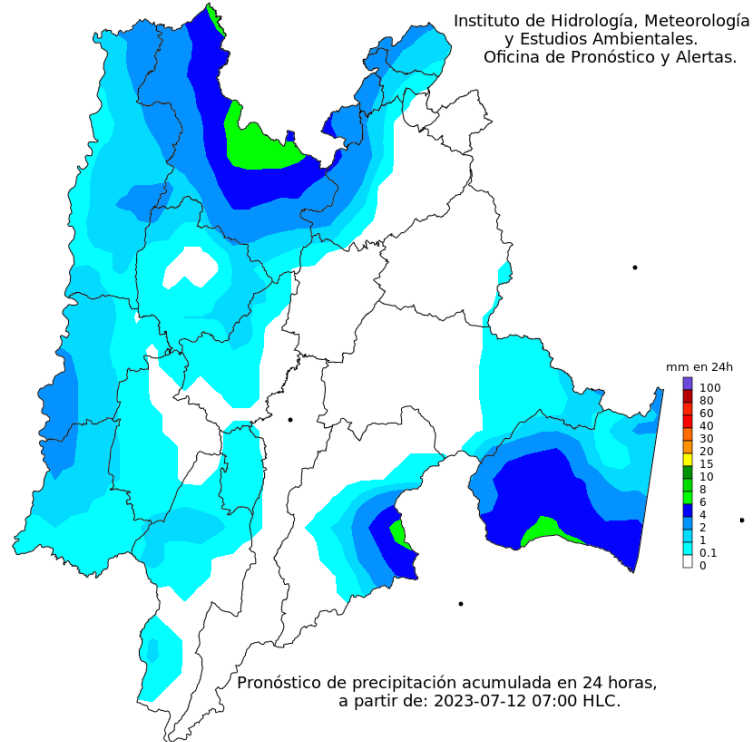 Instituto de Hidrología, Meteorología
y Estudios Ambientales.
Oficina de Pronóstico y Alertas.
mm en 24h
100
80
60
40
30
20
15
10
8
6
4
2
1
0.1
0
Pronóstico de precipitación acumulada en 24 horas,
a partir de: 2023-07-12 07:00 HLC.